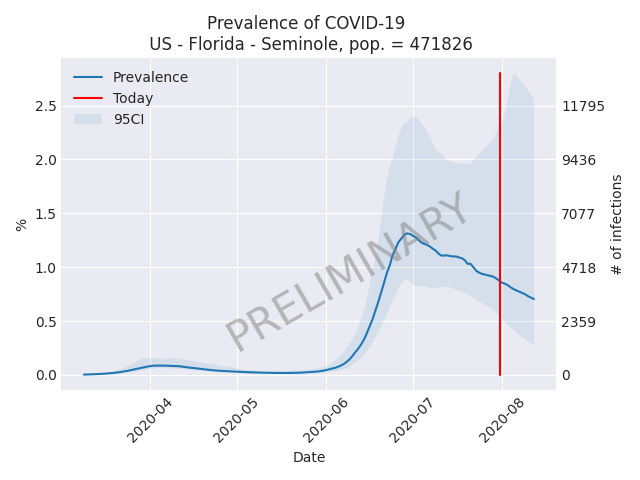 Prevalence of COVID-19
US - Florida - Seminole, pop. = 471826
Prevalence
Today
95CI
2.5
2.0
1.5
1.0
0.5
0.0
%
11795
9436
7077
4718
2359
0
# of infections
PRELIMINARY
2020-04
2020-05
2020-06
2020-07
2020-08
Date